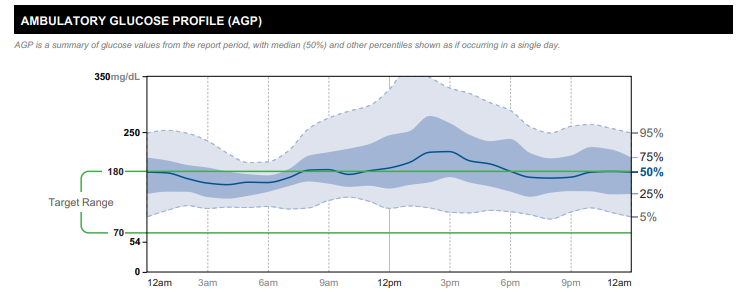 AMBULATORY GLUCOSE PROFILE (AGP)
AGP is a summary of glucose values from the report period, with median (50%) and other percentiles shown as if occurring in a single day.
350mg/dL
250
95%
75%
180
50%
Target Range
25%
5%
70
54
0
12am 3am 6am 9am 12pm 3pm 6pm 9pm 12am